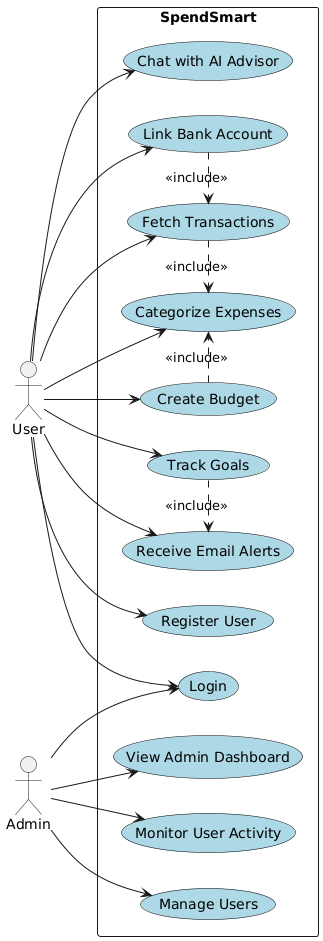 SpendSmart
Chat with AI Advisor
Link Bank Account
«include»
Fetch Transactions
«include»
Categorize Expenses
«include»
Create Budget
User
Track Goals
«include»
Receive Email Alerts
Register User
Login
View Admin Dashboard
Admin
Monitor User Activity
Manage Users